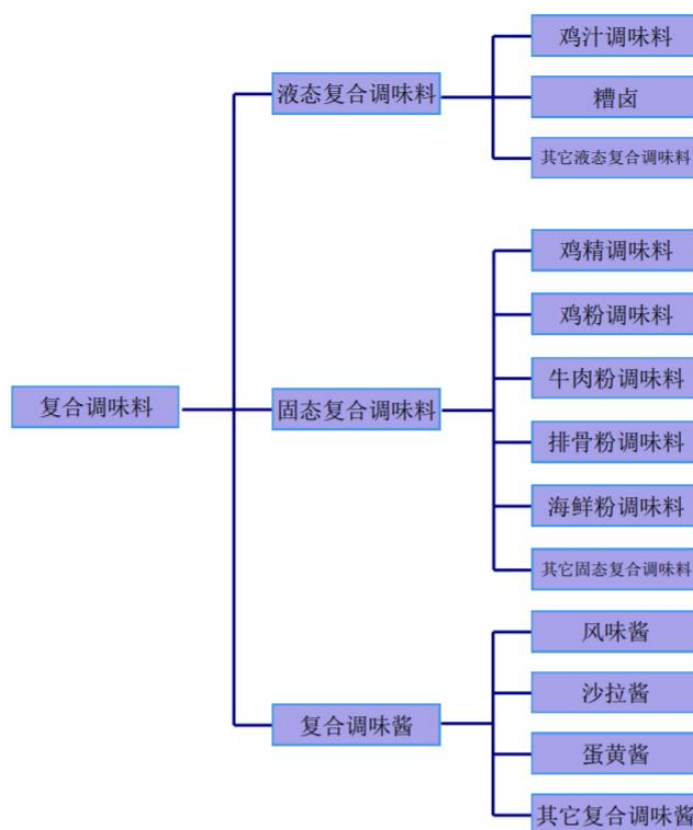 复合调味料
液态复合调味料
鸡汁调味料
糟卤
其它液态复合调味料
固态复合调味料
鸡精调味料
鸡粉调味料
牛肉粉调味料
排骨粉调味料
海鲜粉调味料
其它固态复合调味料
复合调味酱
风味酱
沙拉酱
蛋黄酱
其它复合调味酱